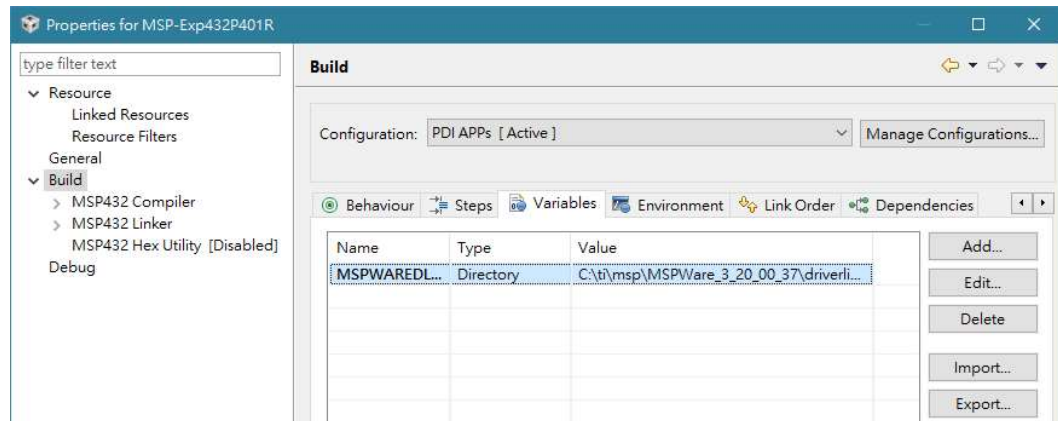 Properties for MSP-Exp432P401R
type filter text
Resource
Linked Resources
Resource Filters
General
Build
MSP432 Compiler
MSP432 Linker
MSP432 Hex Utility [Disabled]
Debug
Build
Configuration: PDI APPs [ Active ] Manage Configurations...
Behaviour Steps Variables Environment Link Order Dependencies
Name Type Value Add...
MSPWAREDL... Directory C:\ti\msp\MSPWare_3_20_00_37\driverli... Edit...
Delete
Import...
Export...